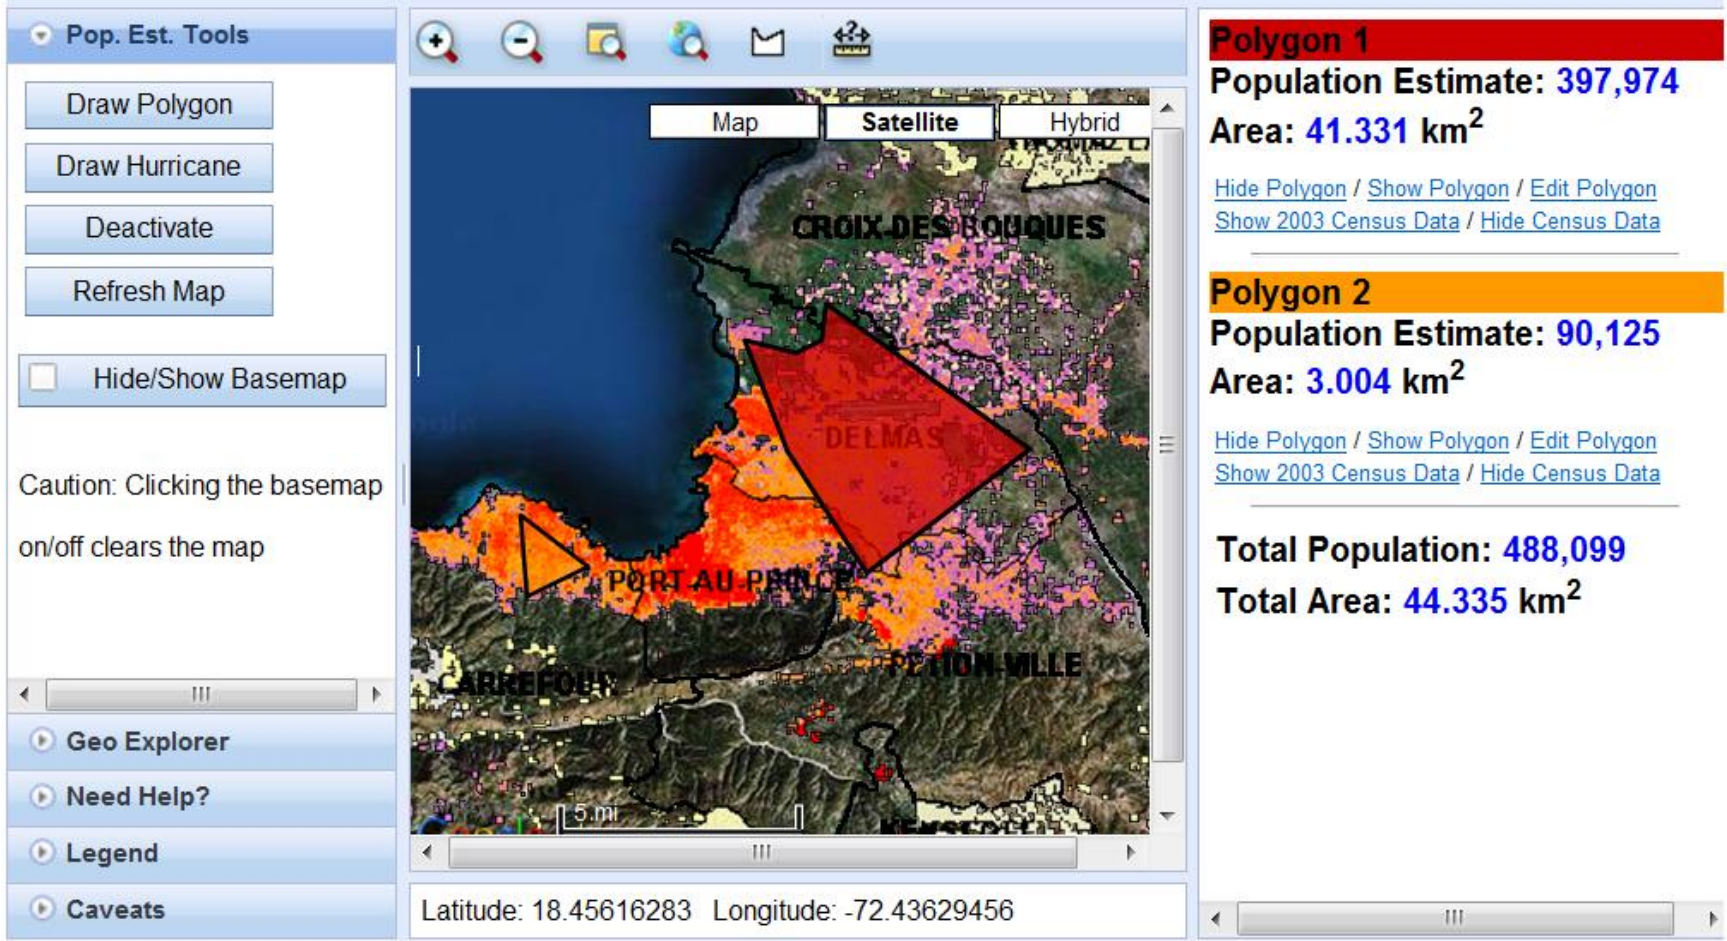 Pop. Est. Tools
Draw Polygon
Draw Hurricane
Deactivate
Refresh Map
Hide/Show Basemap
Caution: Clicking the basemap
on/off clears the map
Geo Explorer
Need Help?
Legend
Caveats
Map
Satellite
Hybrid
CROIX-DES-BOUQUES
DELMAS
PORT-AU-PRINCE
PETION-VILLE
CARREFOUR
5 mi
Latitude: 18.45616283 Longitude: -72.43629456
Polygon 1
Population Estimate: 397,974
Area: 41.331 km2
Hide Polygon / Show Polygon / Edit Polygon
Show 2003 Census Data / Hide Census Data
Polygon 2
Population Estimate: 90,125
Area: 3.004 km2
Hide Polygon / Show Polygon / Edit Polygon
Show 2003 Census Data / Hide Census Data
Total Population: 488,099
Total Area: 44.335 km2